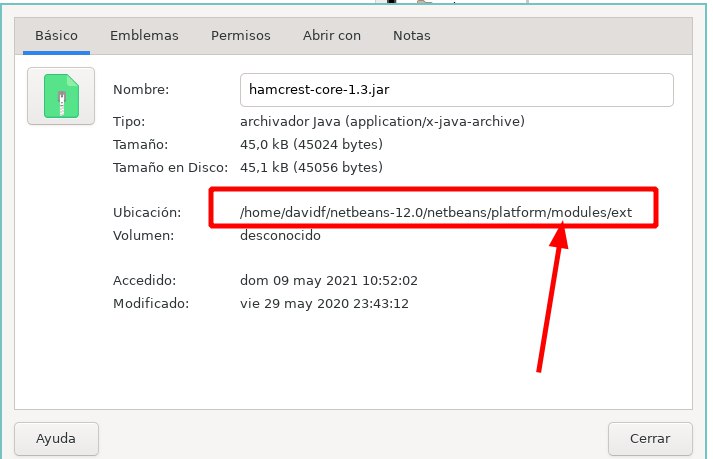 Básico Emblemas Permisos Abrir con Notas
Nombre: hamcrest-core-1.3.jar
Tipo: archivador Java (application/x-java-archive)
Tamaño: 45,0 kB (45024 bytes)
Tamaño en Disco: 45,1 kB (45056 bytes)
Ubicación: /home/davidf/netbeans-12.0/netbeans/platform/modules/ext
Volumen: desconocido
Accedido: dom 09 may 2021 10:52:02
Modificado: vie 29 may 2020 23:43:12
Ayuda Cerrar